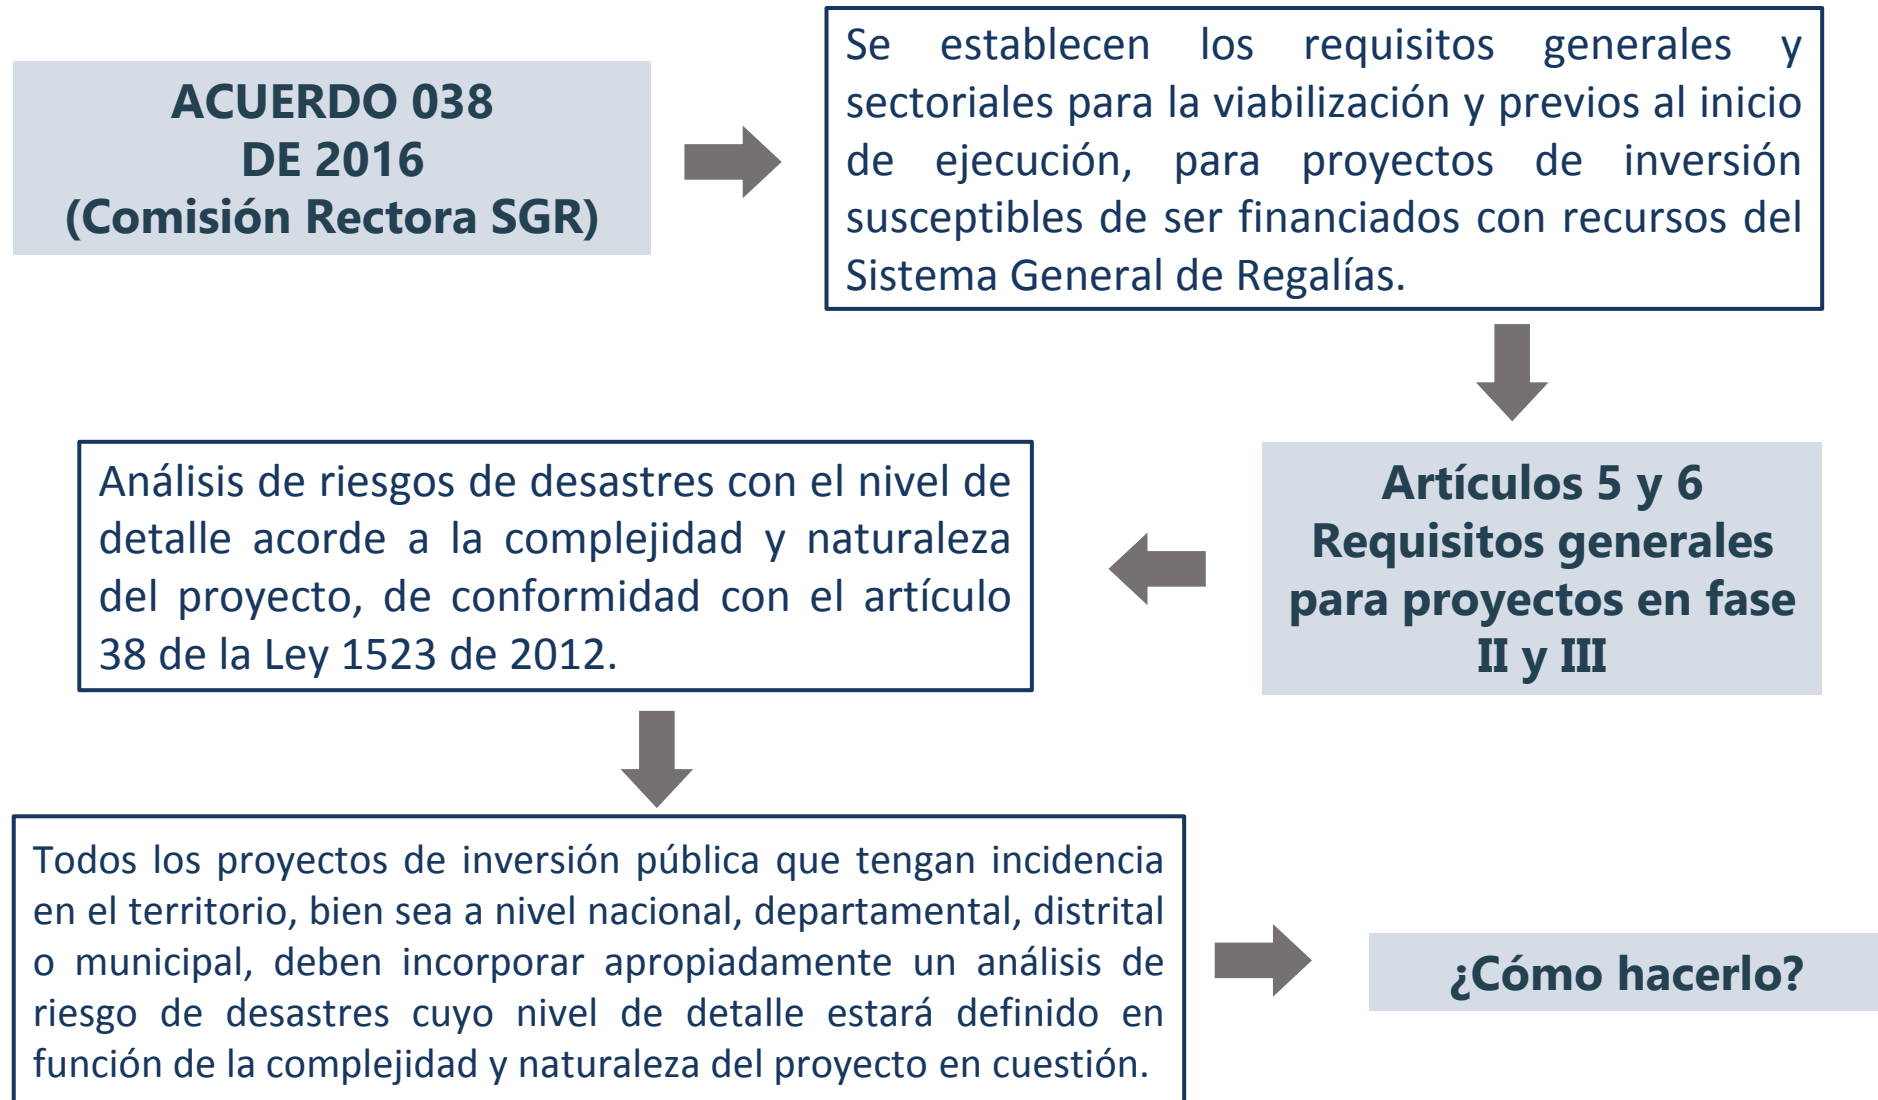 ACUERDO 038
DE 2016
(Comisión Rectora SGR)
Se establecen los requisitos generales y
sectoriales para la viabilización y previos al inicio
de ejecución, para proyectos de inversión
susceptibles de ser financiados con recursos del
Sistema General de Regalías.
Artículos 5 y 6
Requisitos generales
para proyectos en fase
II y III
Análisis de riesgos de desastres con el nivel de
detalle acorde a la complejidad y naturaleza
del proyecto, de conformidad con el artículo
38 de la Ley 1523 de 2012.
Todos los proyectos de inversión pública que tengan incidencia
en el territorio, bien sea a nivel nacional, departamental, distrital
o municipal, deben incorporar apropiadamente un análisis de
riesgo de desastres cuyo nivel de detalle estará definido en
función de la complejidad y naturaleza del proyecto en cuestión.
¿Cómo hacerlo?